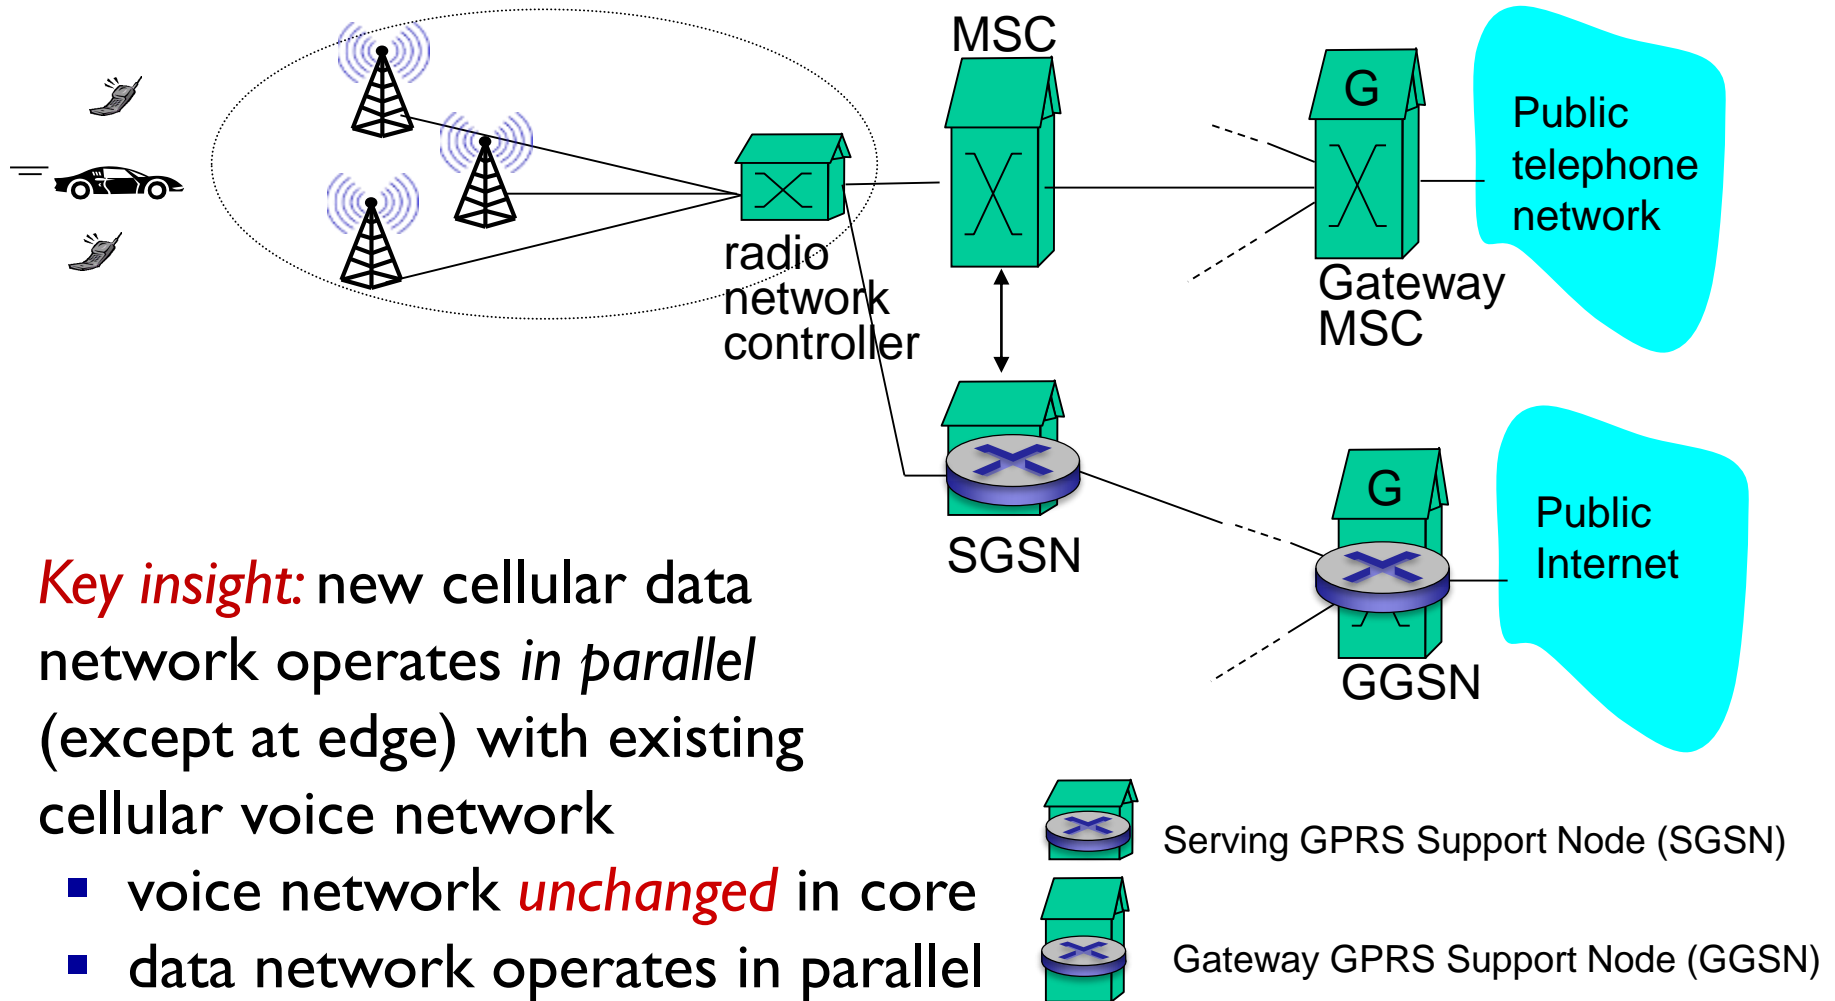 MSC
G
Public
telephone
network
radio
network
controller
Gateway
MSC
G
Public
Internet
SGSN
GGSN
Key insight: new cellular data
network operates in parallel
(except at edge) with existing
cellular voice network
voice network unchanged in core
data network operates in parallel
Serving GPRS Support Node (SGSN)
Gateway GPRS Support Node (GGSN)